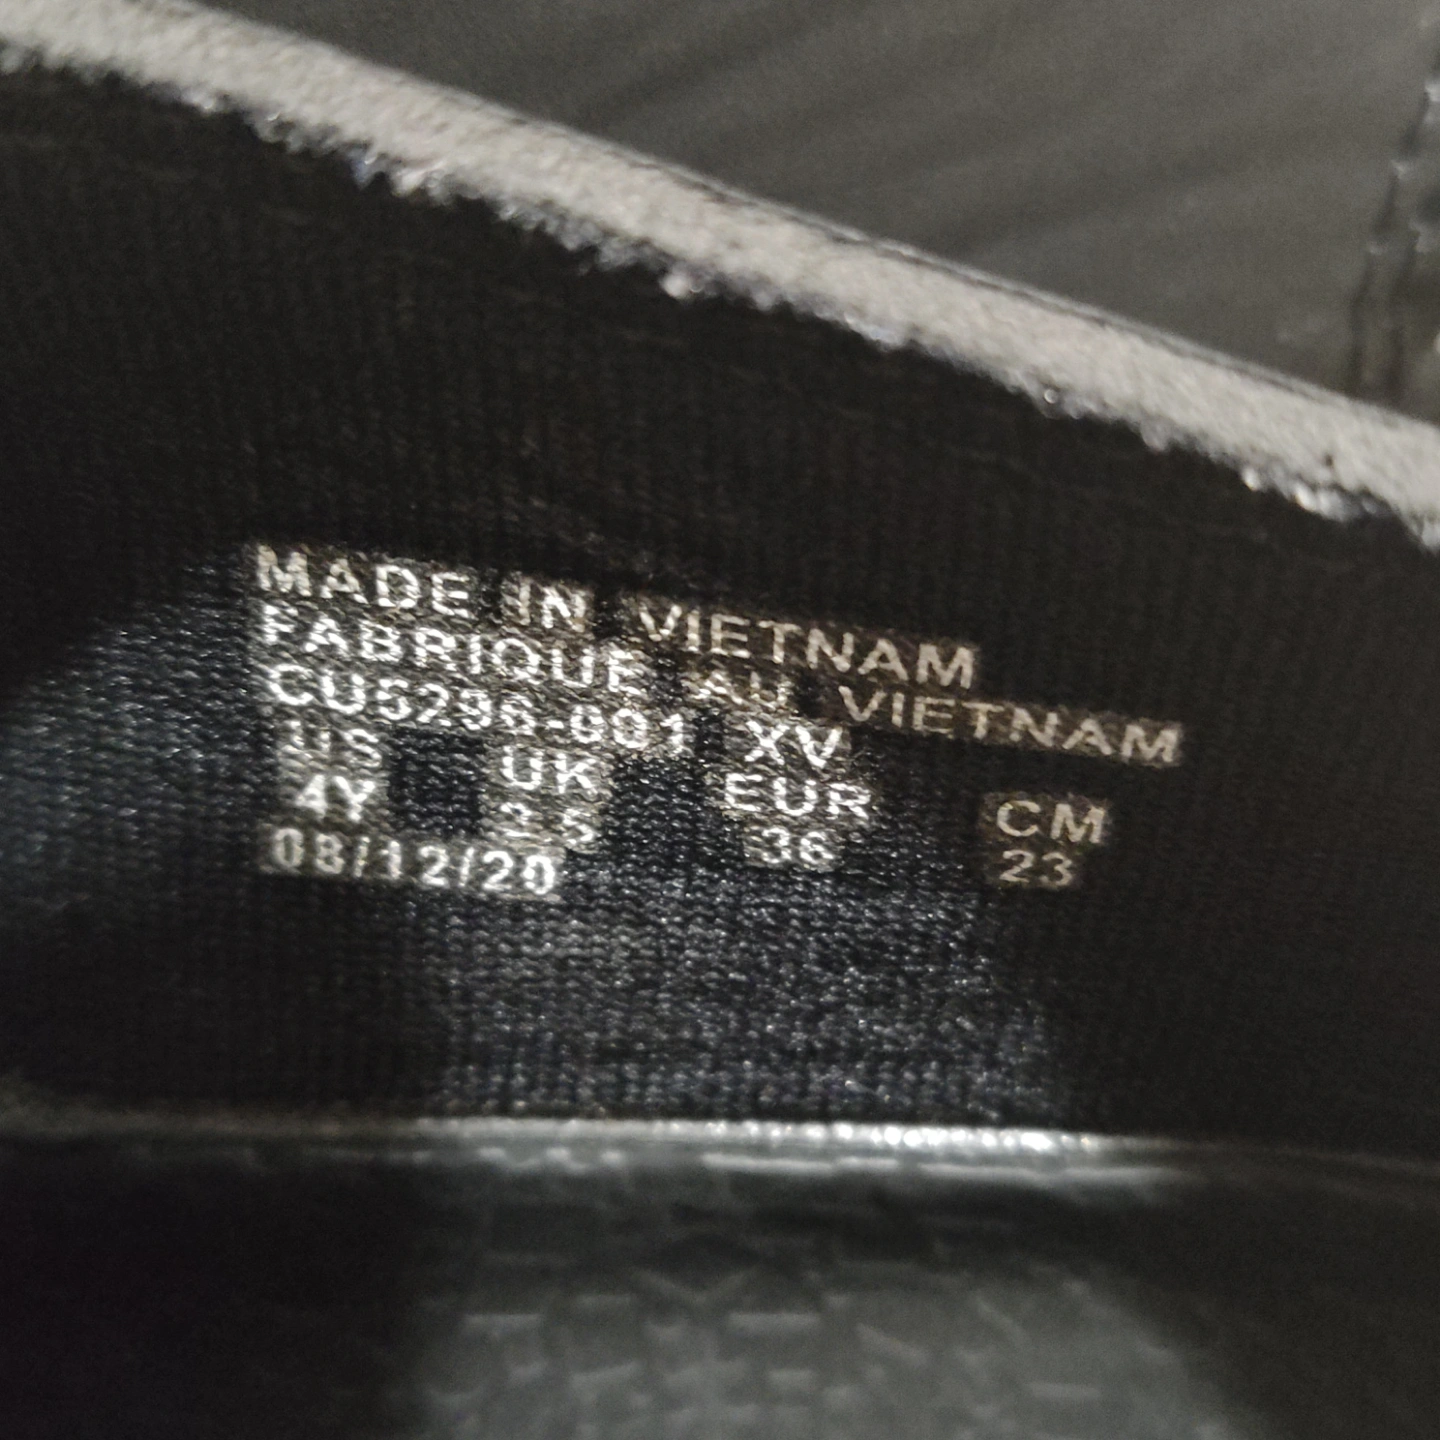 MADE IN VIETNAM
FABRIQUE AU VIETNAM
CU5296-001 XV
US UK EUR CM
4Y 3.5 36 23
08/12/20